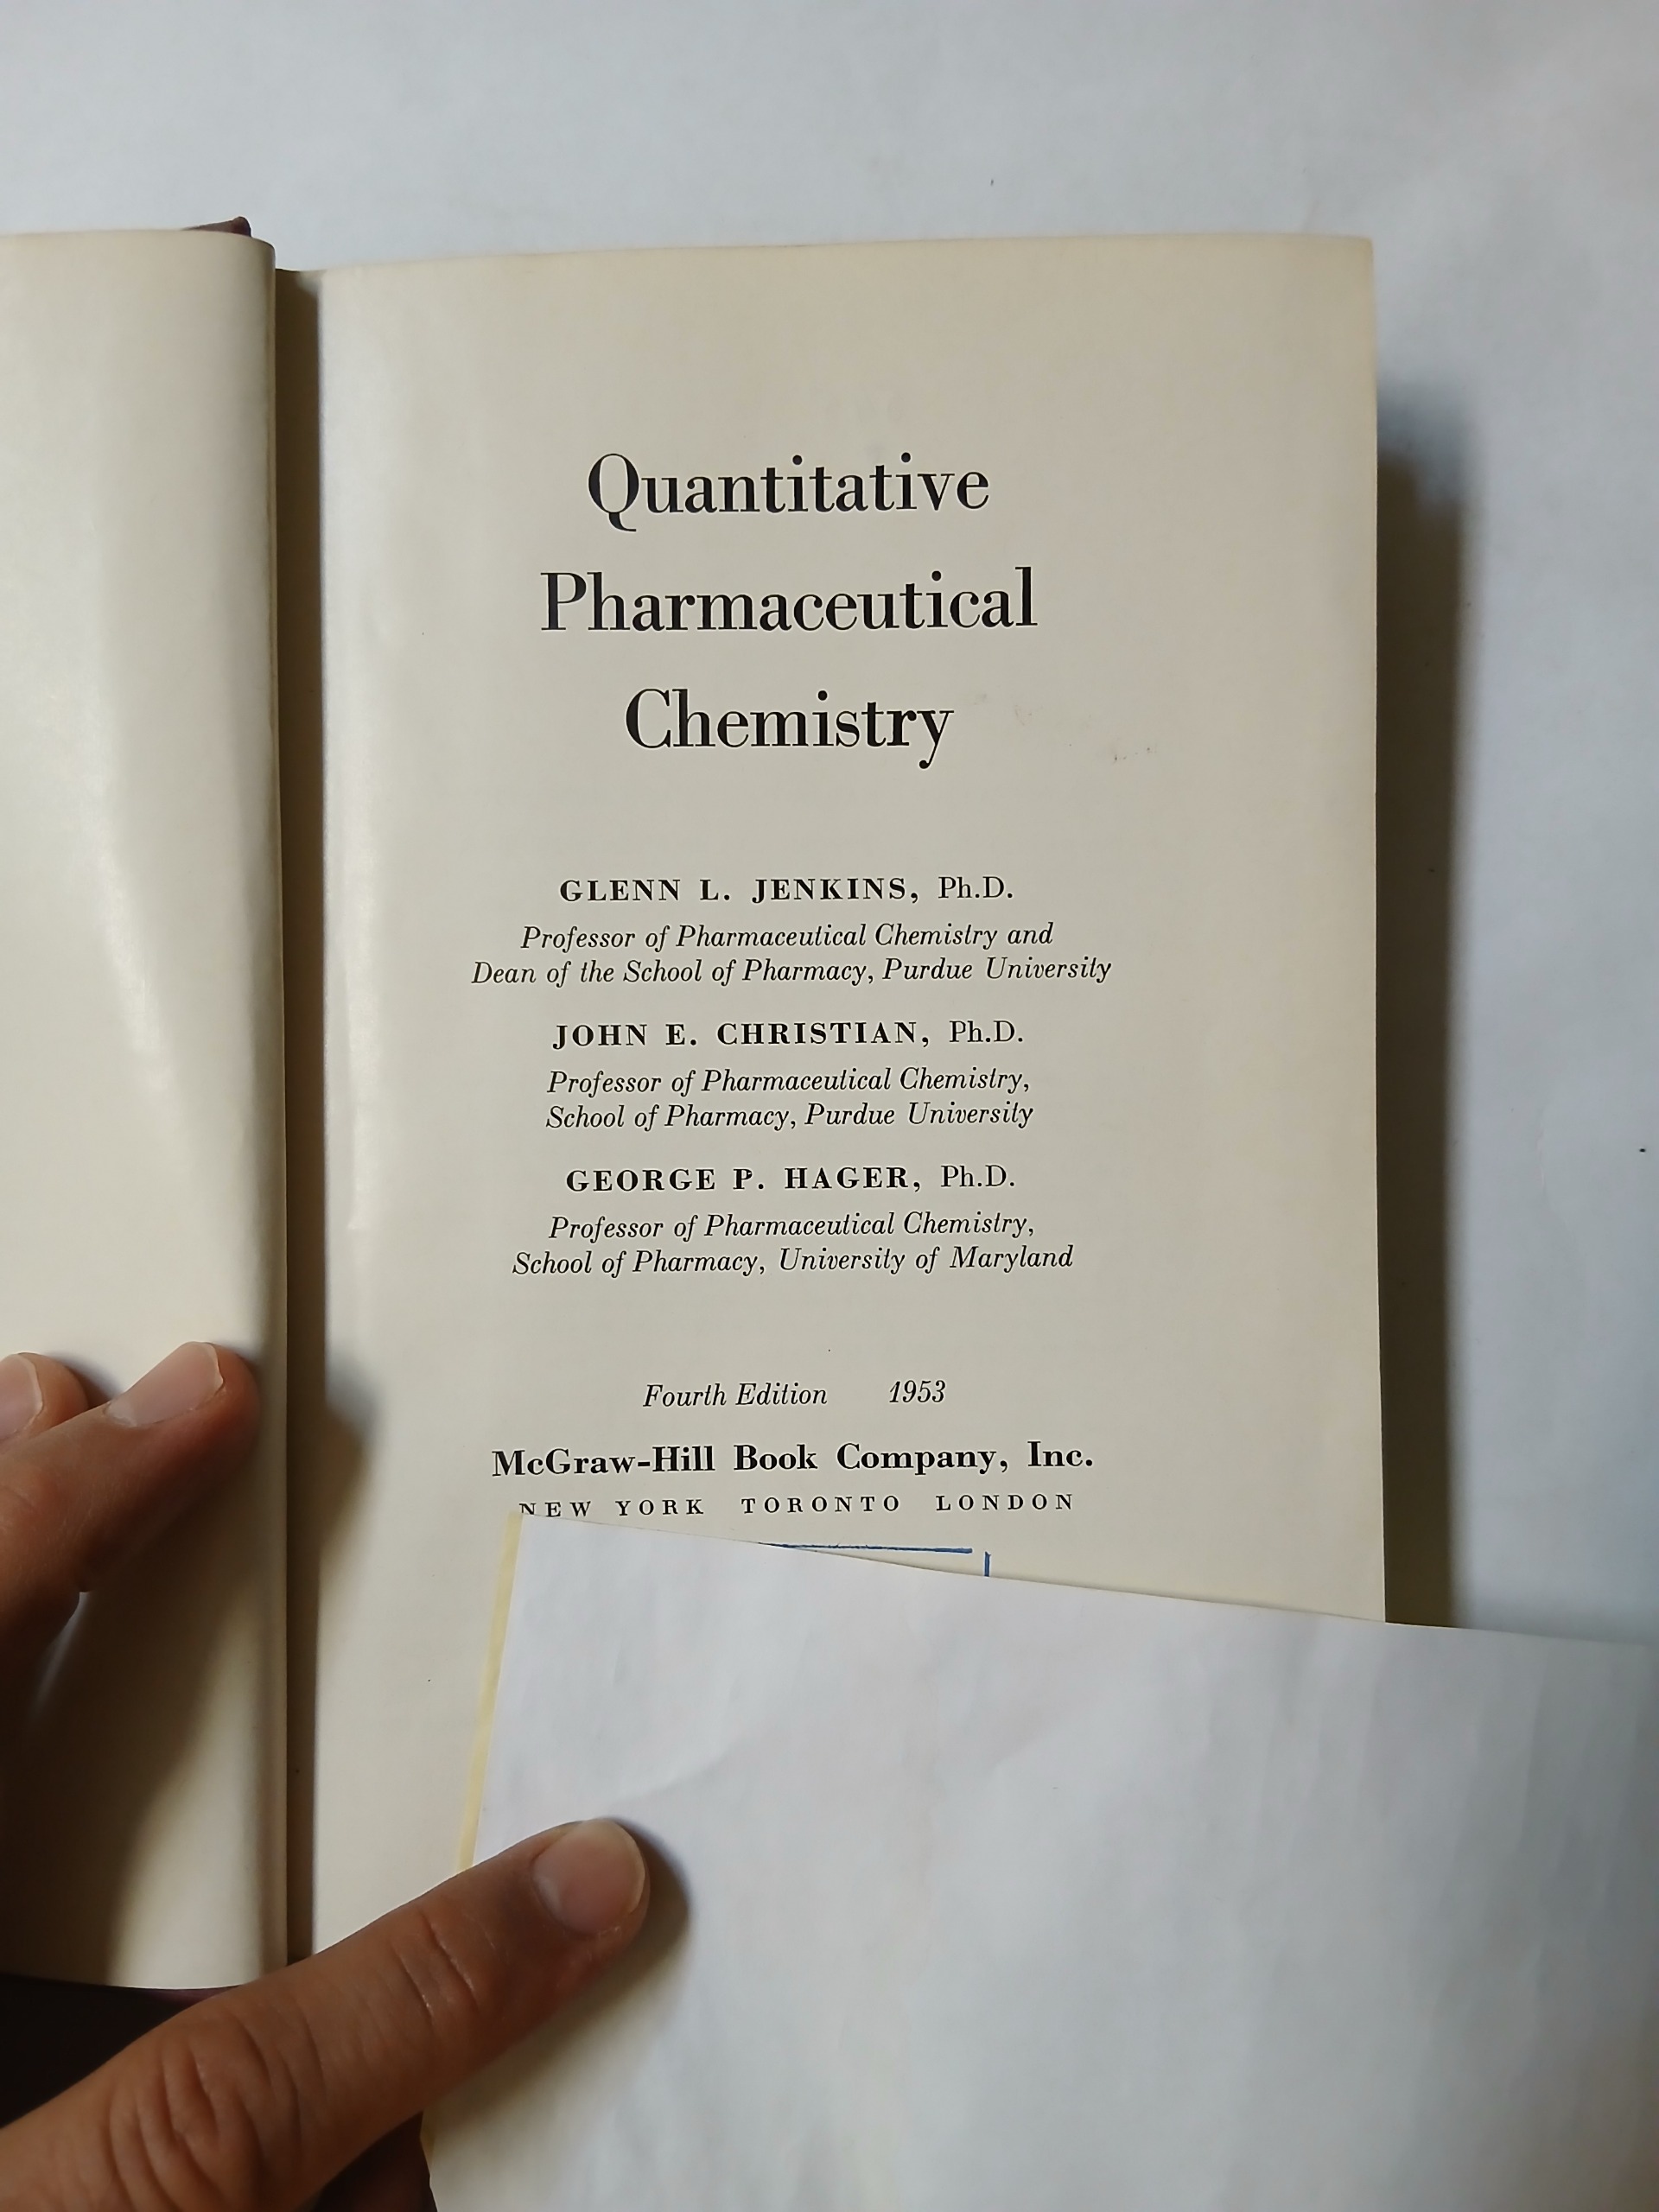 Quantitative
Pharmaceutical
Chemistry
GLENN L. JENKINS, Ph.D.
Professor of Pharmaceutical Chemistry and
Dean of the School of Pharmacy, Purdue University
JOHN E. CHRISTIAN, Ph.D.
Professor of Pharmaceutical Chemistry,
School of Pharmacy, Purdue University
GEORGE P. HAGER, Ph.D.
Professor of Pharmaceutical Chemistry,
School of Pharmacy, University of Maryland
Fourth Edition 1953
McGraw-Hill Book Company, Inc.
NEW YORK TORONTO LONDON